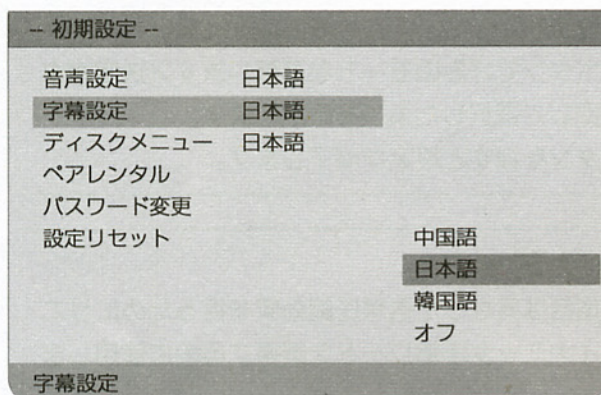 -- 初期設定 --
音声設定 日本語
字幕設定 日本語
ディスクメニュー 日本語
ペアレンタル
パスワード変更
設定リセット
中国語
日本語
韓国語
オフ
字幕設定